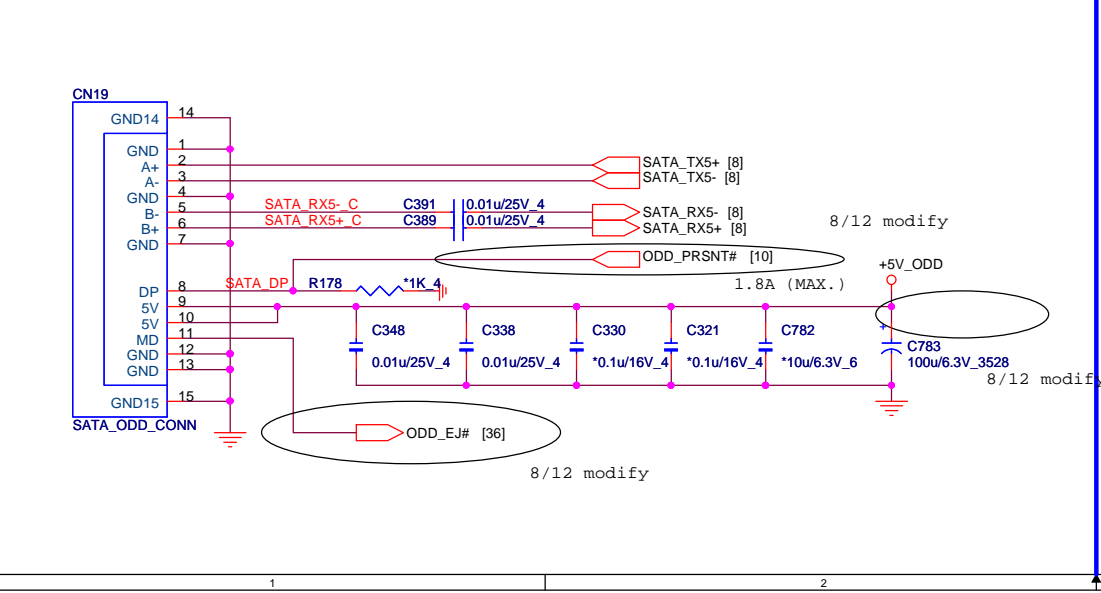 CN19
GND14 14
GND 1
A+ 2
A- 3
GND 4
B- 5
B+ 6
GND 7
DP 8
5V 9
5V 10
MD 11
GND 12
GND 13
GND15 15
SATA_ODD_CONN
SATA_TX5+ [8]
SATA_TX5- [8]
SATA_RX5-_C C391 0.01u/25V_4 SATA_RX5- [8]
SATA_RX5+_C C389 0.01u/25V_4 SATA_RX5+ [8]
8/12 modify
ODD_PRSNT# [10]
+5V_ODD
SATA_DP R178 *1K_4
1.8A (MAX.)
C348
0.01u/25V_4
C338
0.01u/25V_4
C330
*0.1u/16V_4
C321
*0.1u/16V_4
C782
*10u/6.3V_6
+
C783
100u/6.3V_3528
8/12 modify
ODD_EJ# [36]
8/12 modify
1
2